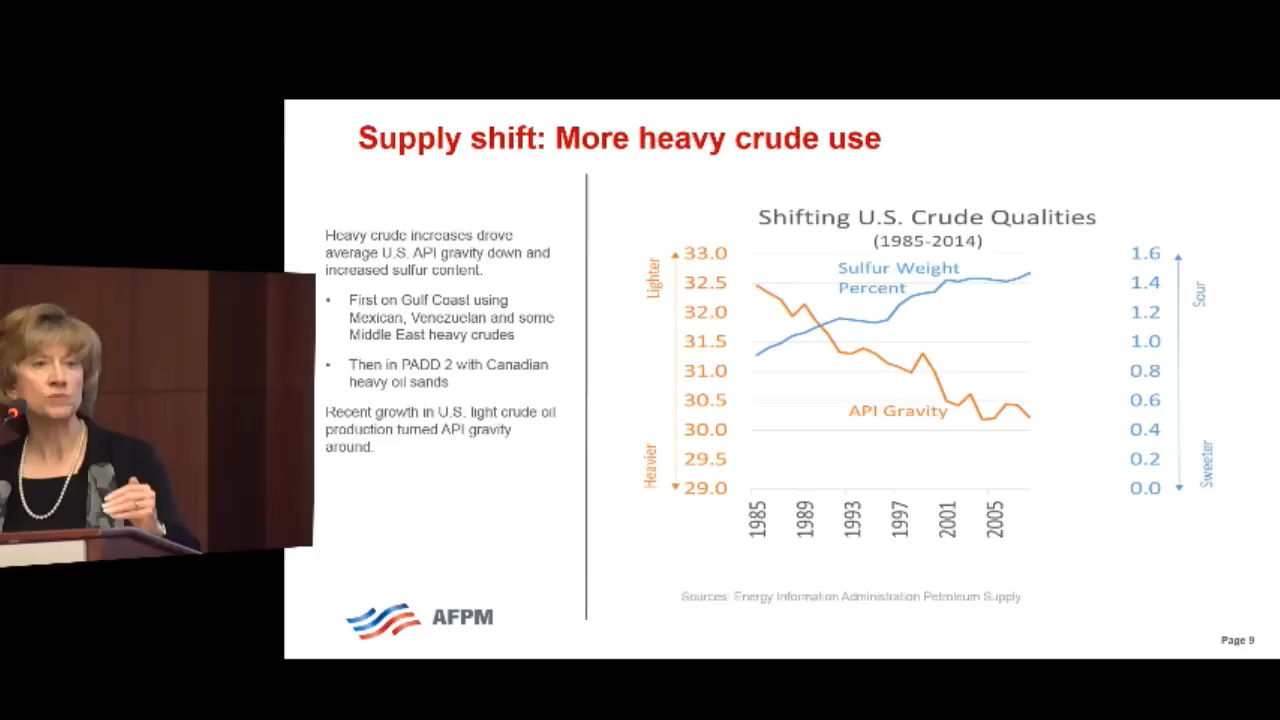 Supply shift: More heavy crude use
Heavy crude increases drove
average U.S. API gravity down and
increased sulfur content.
• First on Gulf Coast using
Mexican, Venezuelan and some
Middle East heavy crudes
• Then in PADD 2 with Canadian
heavy oil sands
Recent growth in U.S. light crude oil
production turned API gravity
around.
AFPM
Shifting U.S. Crude Qualities
(1985-2014)
Lighter
Heavier
33.0
32.5
32.0
31.5
31.0
30.5
30.0
29.5
29.0
Sulfur Weight
Percent
API Gravity
1985
1989
1993
1997
2001
2005
1.6
1.4
1.2
1.0
0.8
0.6
0.4
0.2
0.0
Sour
Sweeter
Sources: Energy Information Administration Petroleum Supply
Page 9